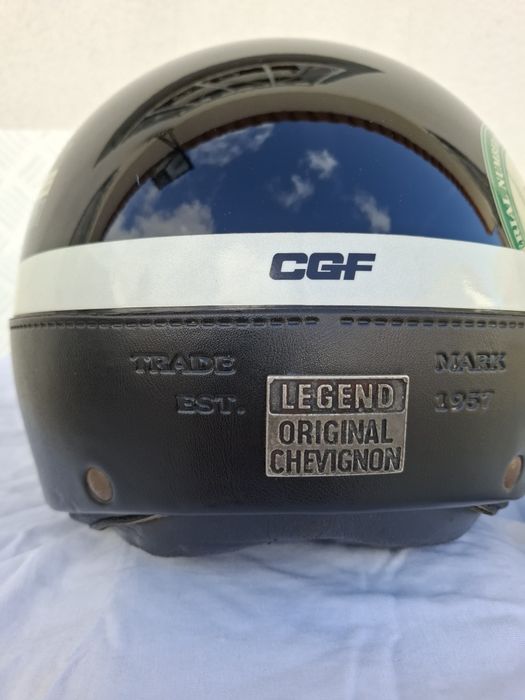 CGF
TRADE MARK
EST. 1957
LEGEND
ORIGINAL
CHEVIGNON